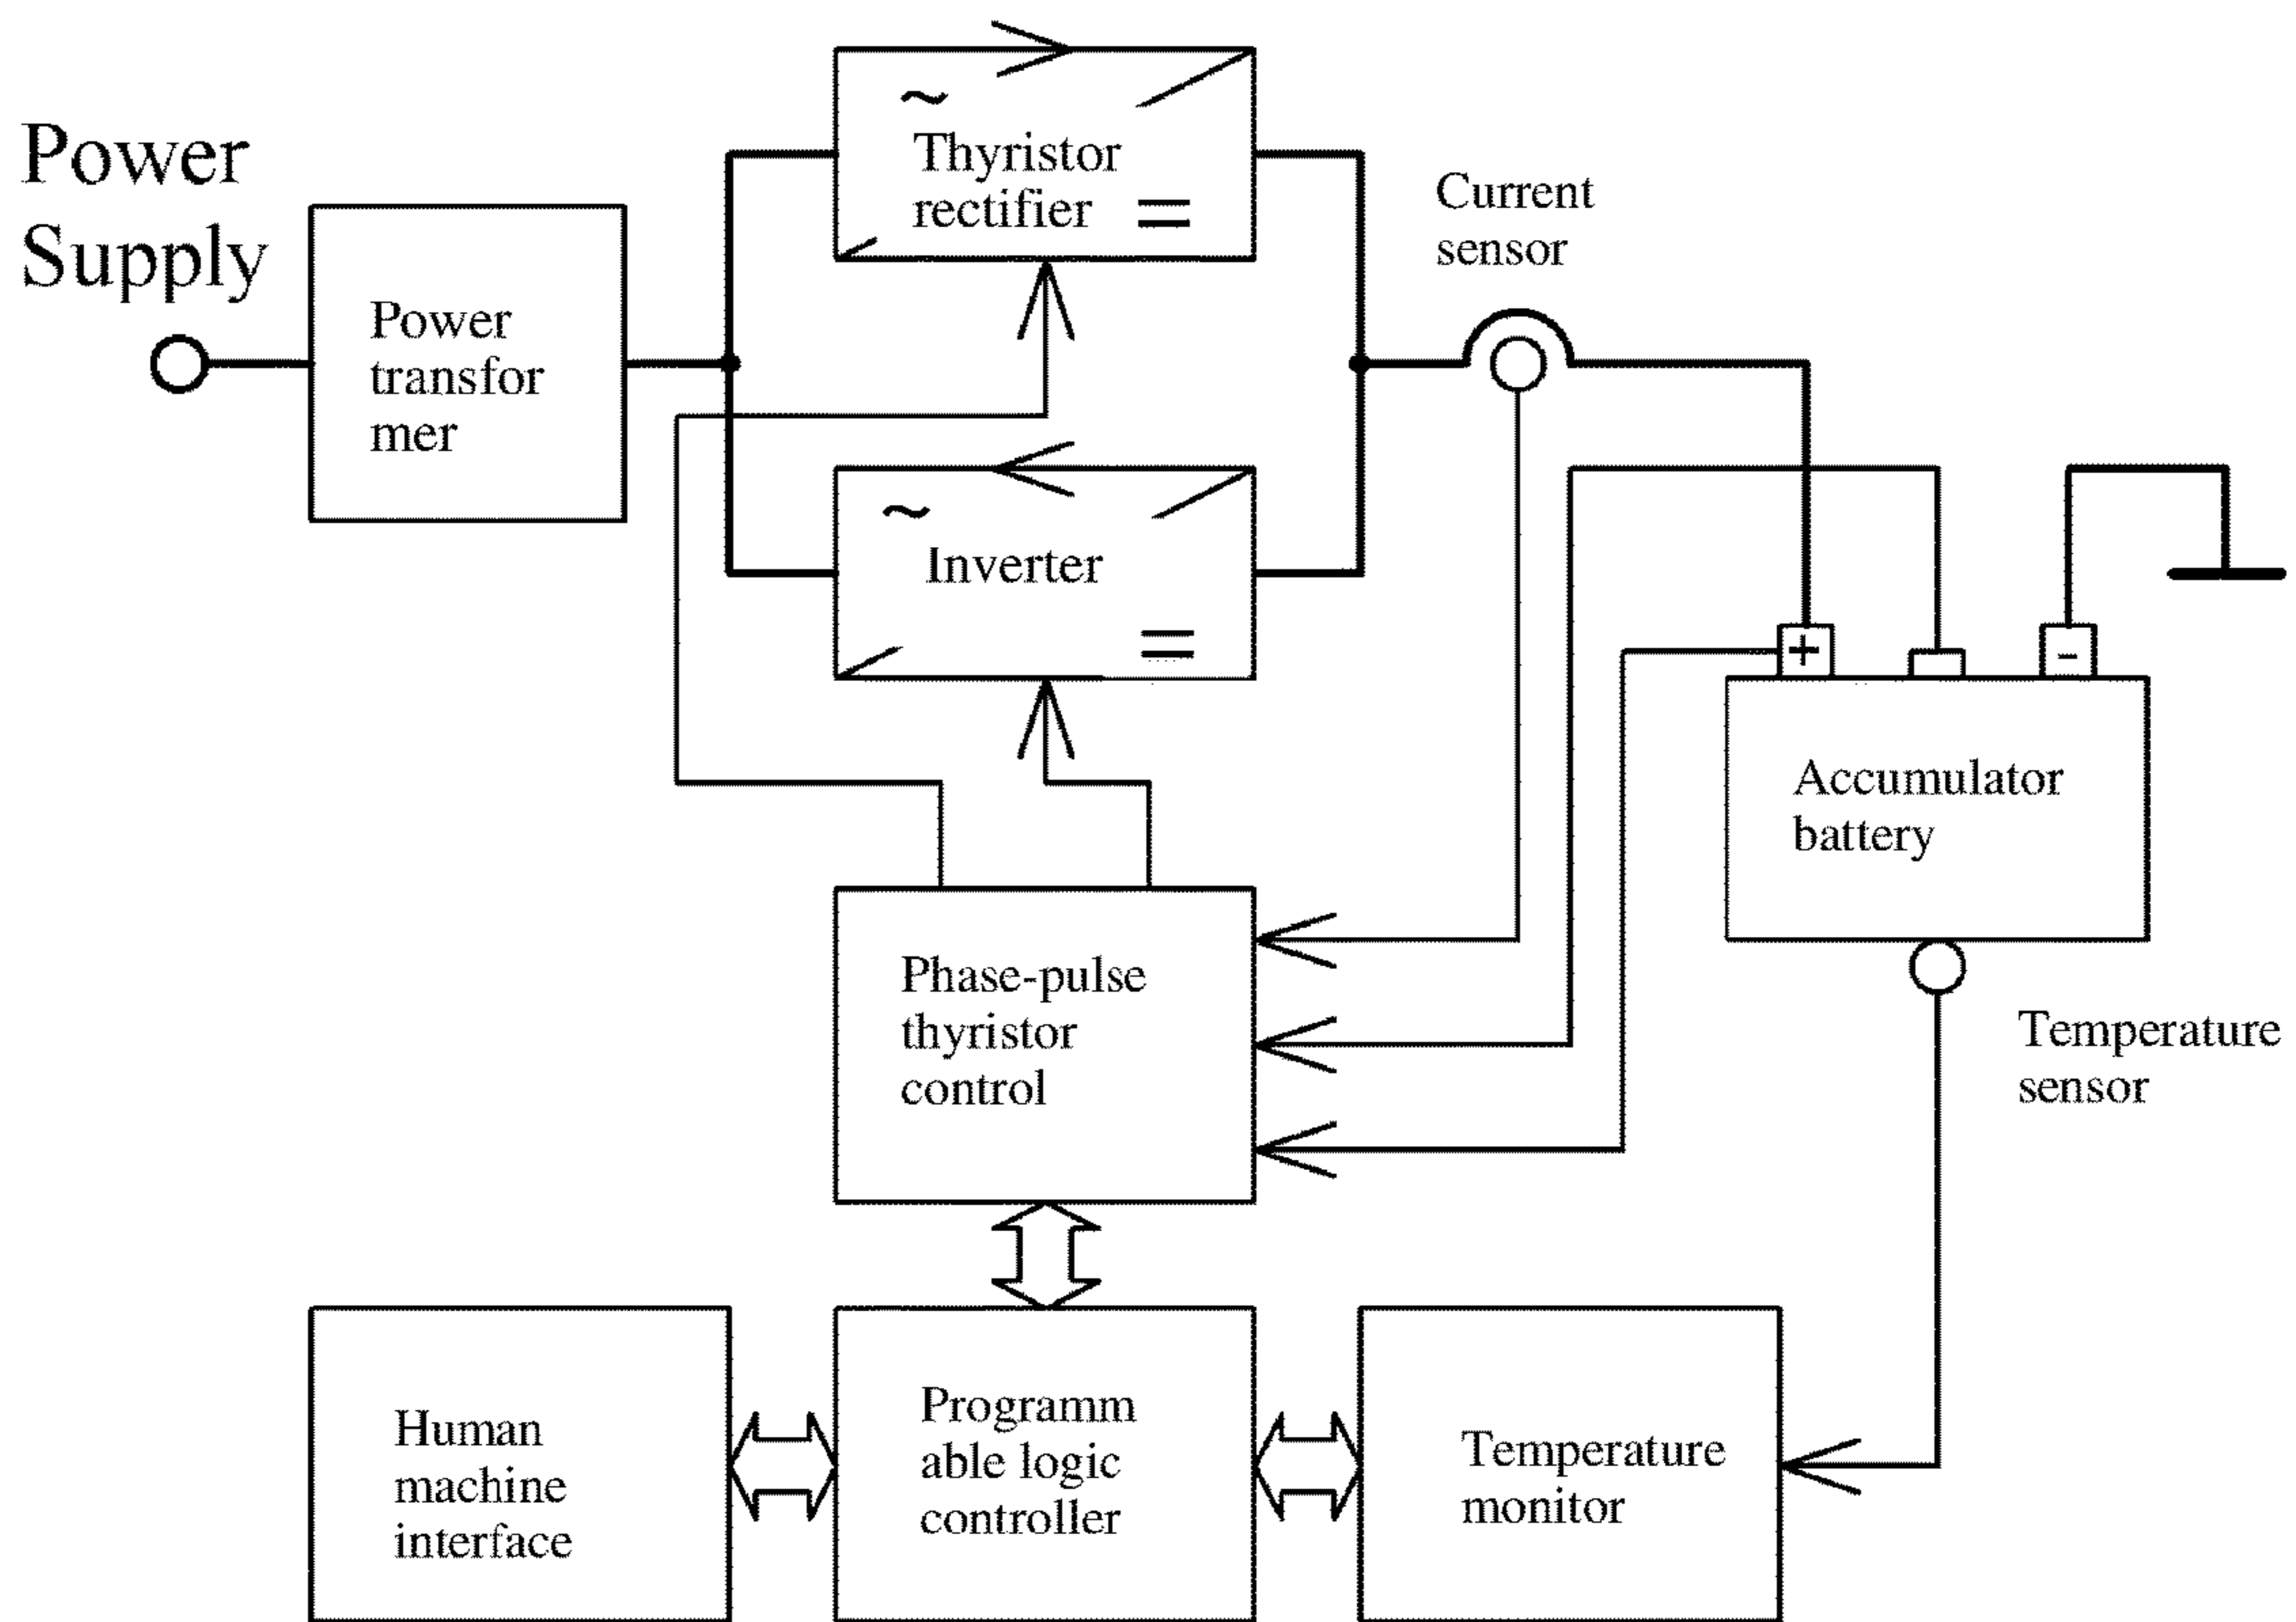 Power
Supply
Power
transfor
mer
~
Thyristor
rectifier
=
Current
sensor
~
Inverter
=
+
-
Accumulator
battery
Phase-pulse
thyristor
control
Temperature
sensor
Human
machine
interface
Programm
able logic
controller
Temperature
monitor